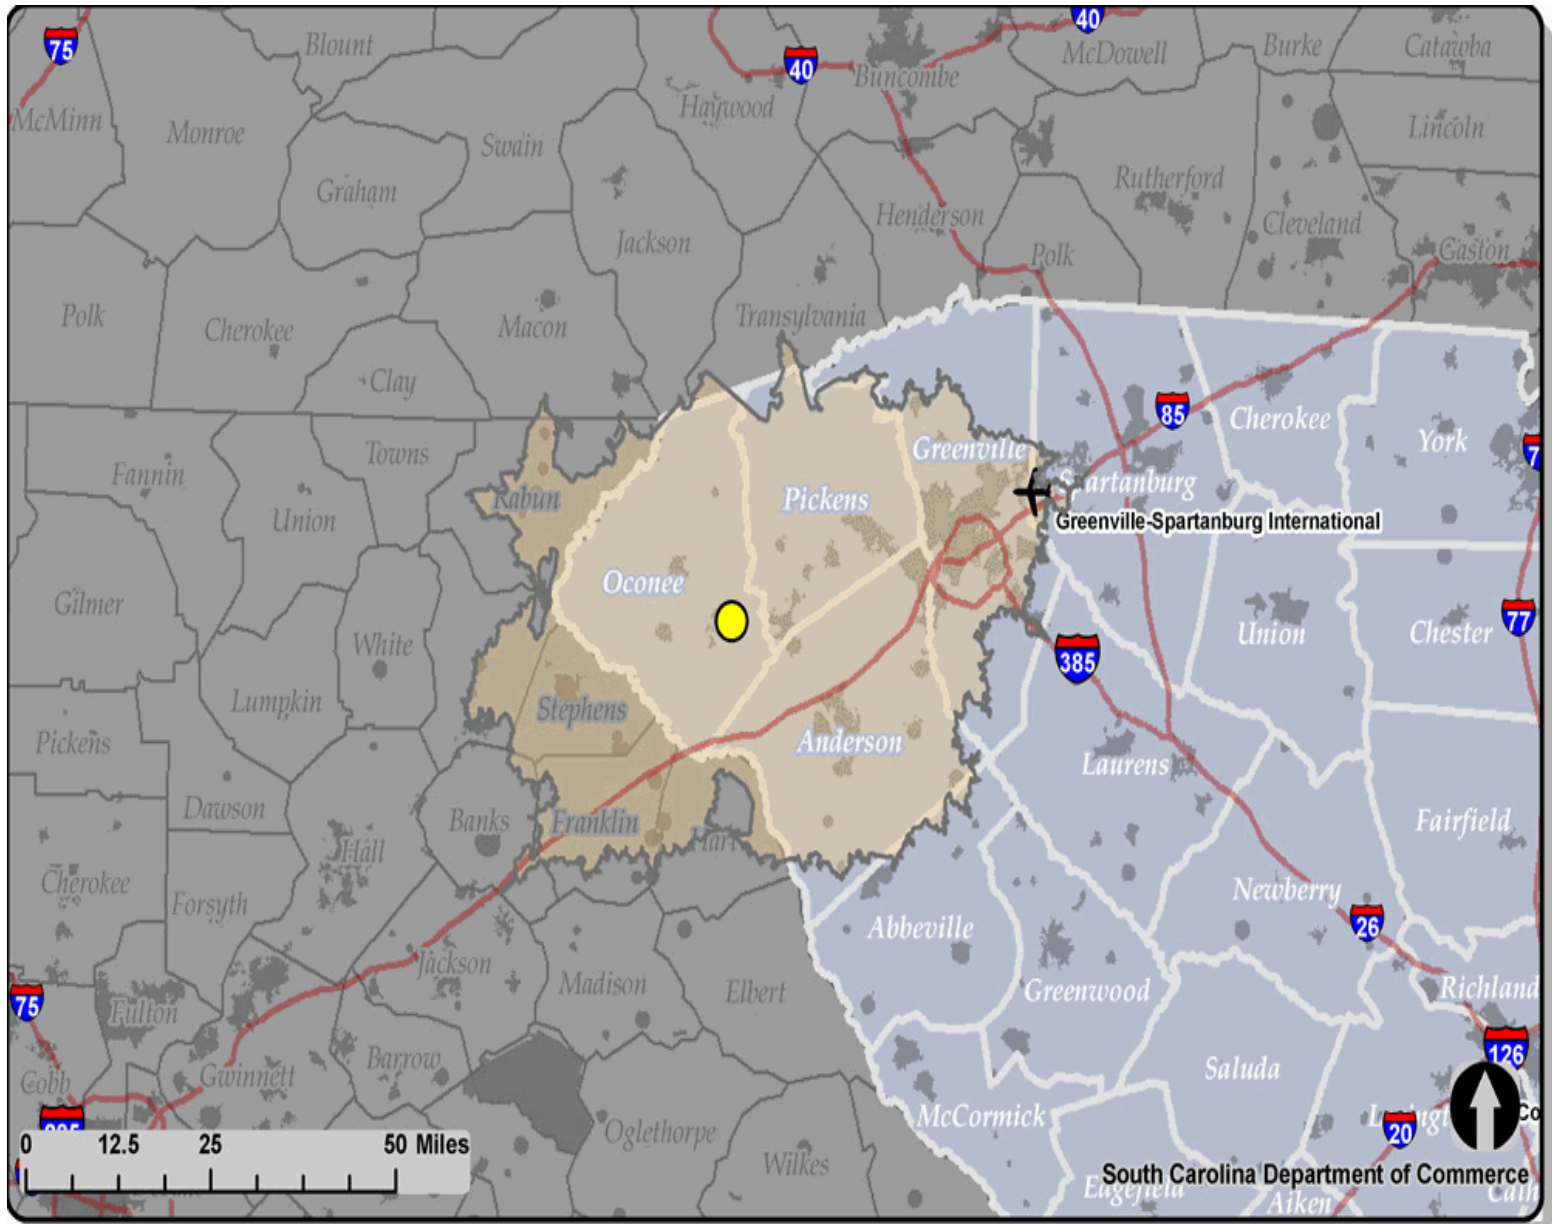 40
75
Blount
McDowell
Burke
Catawba
40
Buncombe
Haywood
McMinn
Monroe
Lincoln
Swain
Rutherford
Graham
Henderson
Cleveland
Jackson
Gaston
Polk
Polk
Transylvania
Cherokee
Macon
Clay
85
Cherokee
York
Greenville
Towns
Fannin
7
Spartanburg
Rabun
Pickens
Union
Greenville-Spartanburg International
Oconee
Gilmer
77
Union
Chester
White
385
Lumpkin
Stephens
Pickens
Anderson
Laurens
Dawson
Banks
Franklin
Hart
Fairfield
Hall
Cherokee
Forsyth
Newberry
26
Abbeville
Jackson
Madison
Elbert
Greenwood
Richland
75
Fulton
126
Barrow
Gwinnett
Saluda
Cobb
McCormick
Co
20
Oglethorpe
0 12.5 25 50 Miles
Wilkes
South Carolina Department of Commerce
Edgefield
Aiken